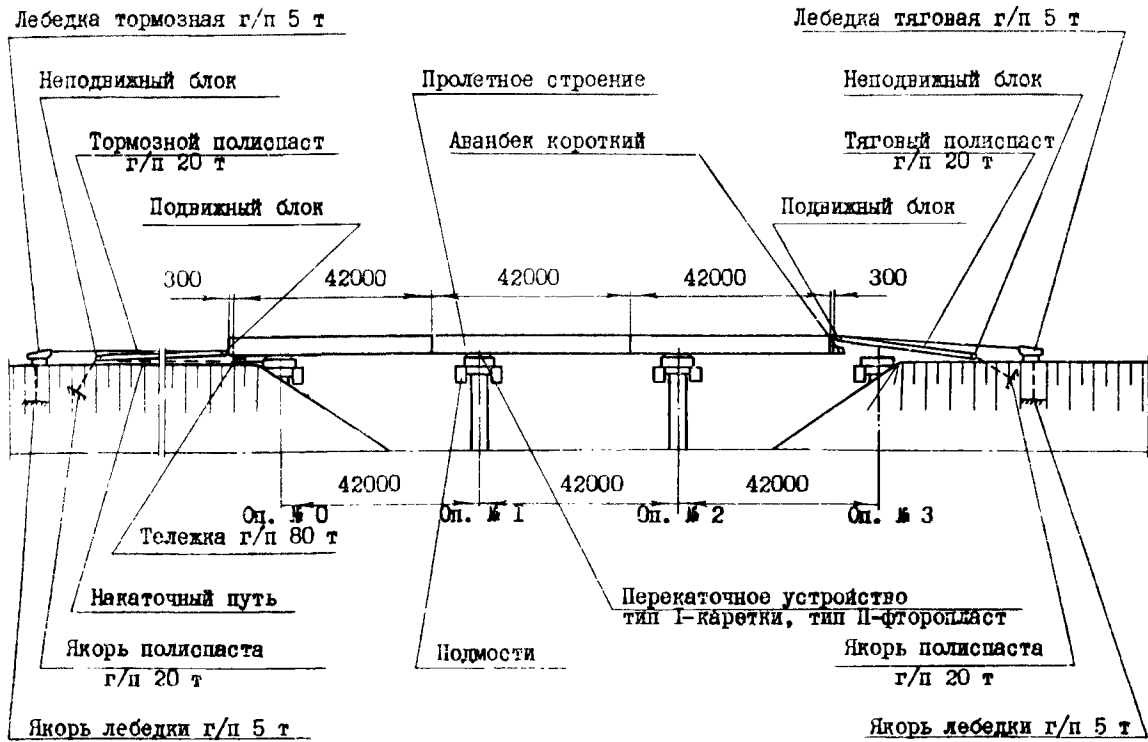 Лебедка тормозная г/п 5 т
Лебедка тяговая г/п 5 т
Неподвижный блок
Пролетное строение
Неподвижный блок
Тормозной полиспаст
г/п 20 т
Аванбек короткий
Тяговый полиспаст
г/п 20 т
Подвижный блок
Подвижный блок
300
42000
42000
42000
300
42000
42000
42000
Оп. № 0
Оп. № 1
Оп. № 2
Оп. № 3
Тележка г/п 80 т
Накаточный путь
Перекаточное устройство
тип I-каретки, тип II-фторопласт
Якорь полиспаста
г/п 20 т
Подмости
Якорь полиспаста
г/п 20 т
Якорь лебедки г/п 5 т
Якорь лебедки г/п 5 т